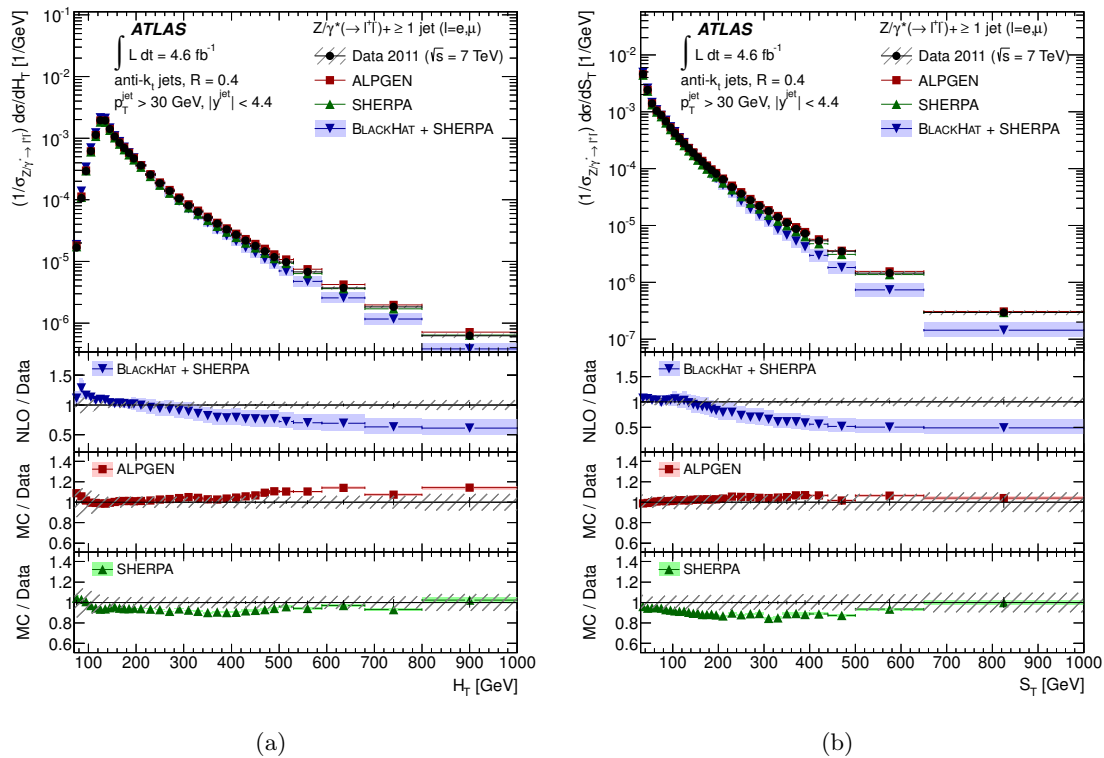 (1/σ_{Z/γ*→ l⁺l⁻}) dσ/dH_T [1/GeV]
10⁻¹
10⁻²
10⁻³
10⁻⁴
10⁻⁵
10⁻⁶
ATLAS
∫ L dt = 4.6 fb⁻¹
anti-k_t jets, R = 0.4
p_T^jet > 30 GeV, |y^jet| < 4.4
Z/γ*(→ l⁺l⁻)+ ≥ 1 jet (l=e,μ)
Data 2011 (√s = 7 TeV)
ALPGEN
SHERPA
BLACKHAT + SHERPA
NLO / Data
1.5
1
0.5
BLACKHAT + SHERPA
MC / Data
1.4
1.2
1
0.8
0.6
ALPGEN
MC / Data
1.4
1.2
1
0.8
0.6
SHERPA
100 200 300 400 500 600 700 800 900 1000
H_T [GeV]
(a)
(1/σ_{Z/γ*→ l⁺l⁻}) dσ/dS_T [1/GeV]
10⁻²
10⁻³
10⁻⁴
10⁻⁵
10⁻⁶
10⁻⁷
ATLAS
∫ L dt = 4.6 fb⁻¹
anti-k_t jets, R = 0.4
p_T^jet > 30 GeV, |y^jet| < 4.4
Z/γ*(→ l⁺l⁻)+ ≥ 1 jet (l=e,μ)
Data 2011 (√s = 7 TeV)
ALPGEN
SHERPA
BLACKHAT + SHERPA
NLO / Data
1.5
1
0.5
BLACKHAT + SHERPA
MC / Data
1.4
1.2
1
0.8
0.6
ALPGEN
MC / Data
1.4
1.2
1
0.8
0.6
SHERPA
100 200 300 400 500 600 700 800 900 1000
S_T [GeV]
(b)